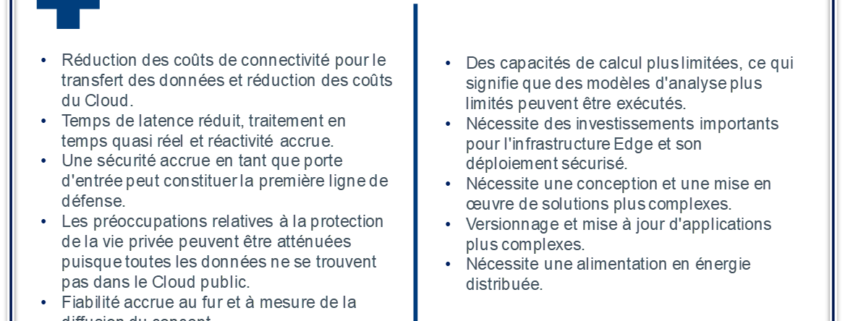 • Réduction des coûts de connectivité pour le
transfert des données et réduction des coûts
du Cloud.
• Temps de latence réduit, traitement en
temps quasi réel et réactivité accrue.
• Une sécurité accrue en tant que porte
d'entrée peut constituer la première ligne de
défense.
• Les préoccupations relatives à la protection
de la vie privée peuvent être atténuées
puisque toutes les données ne se trouvent
pas dans le Cloud public.
• Fiabilité accrue au fur et à mesure de la
diffusion du concept
• Des capacités de calcul plus limitées, ce qui
signifie que des modèles d'analyse plus
limités peuvent être exécutés.
• Nécessite des investissements importants
pour l'infrastructure Edge et son
déploiement sécurisé.
• Nécessite une conception et une mise en
œuvre de solutions plus complexes.
• Versionnage et mise à jour d'applications
plus complexes.
• Nécessite une alimentation en énergie
distribuée.